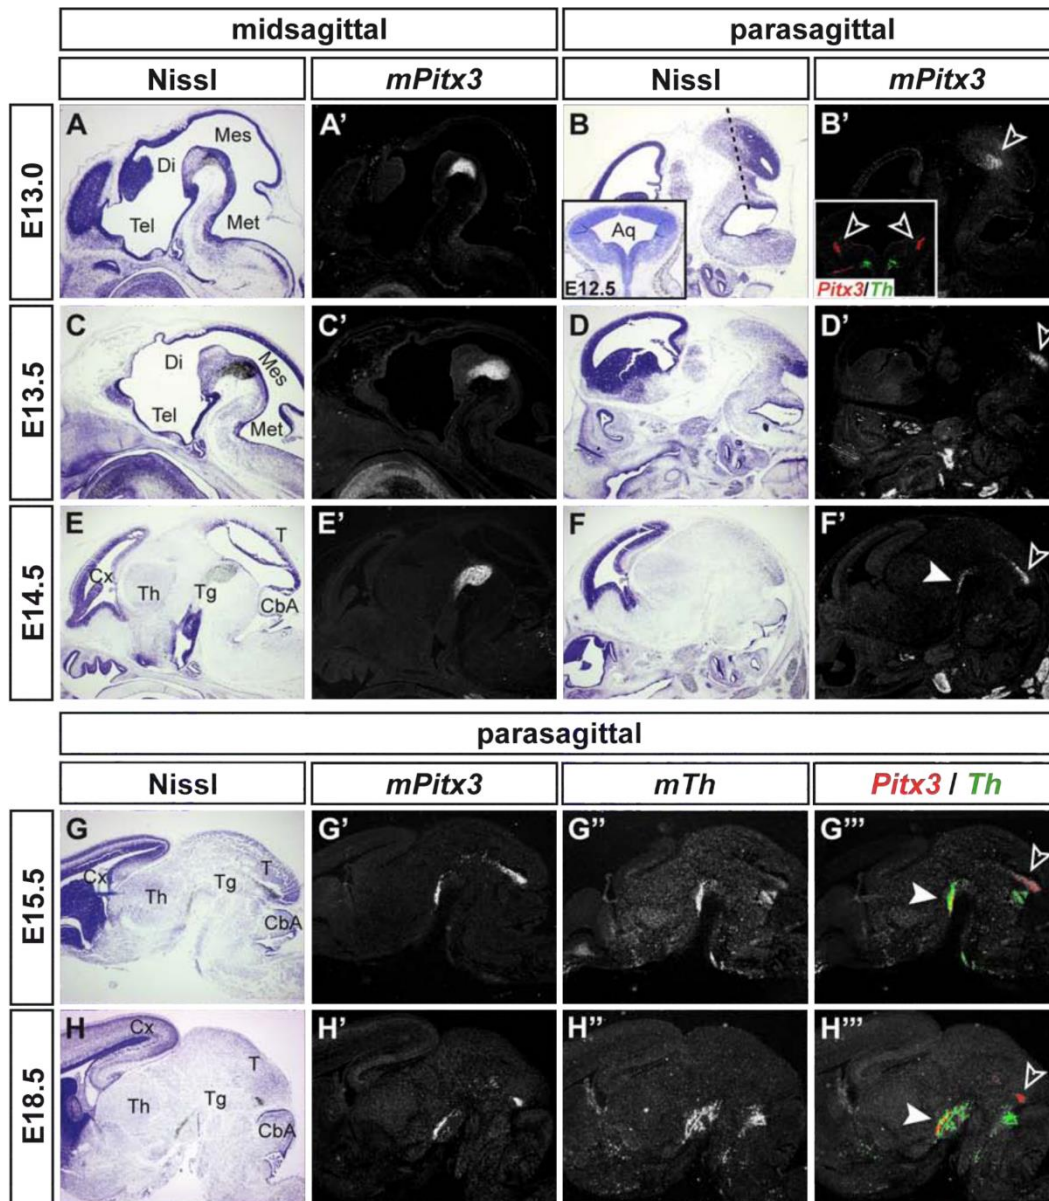 midsagittal parasagittal
Nissl mPitx3 Nissl mPitx3
E13.0
A Mes Di Tel Met
A’
B Aq E12.5
B’ Pitx3/Th
E13.5
C Di Mes Tel Met
C’
D
D’
E14.5
E T Cx Th Tg CbA
E’
F
F’
parasagittal
Nissl mPitx3 mTh Pitx3 / Th
E15.5
G Cx Th Tg T CbA
G’
G’’
G’’’
E18.5
H Cx T Th Tg CbA
H’
H’’
H’’’